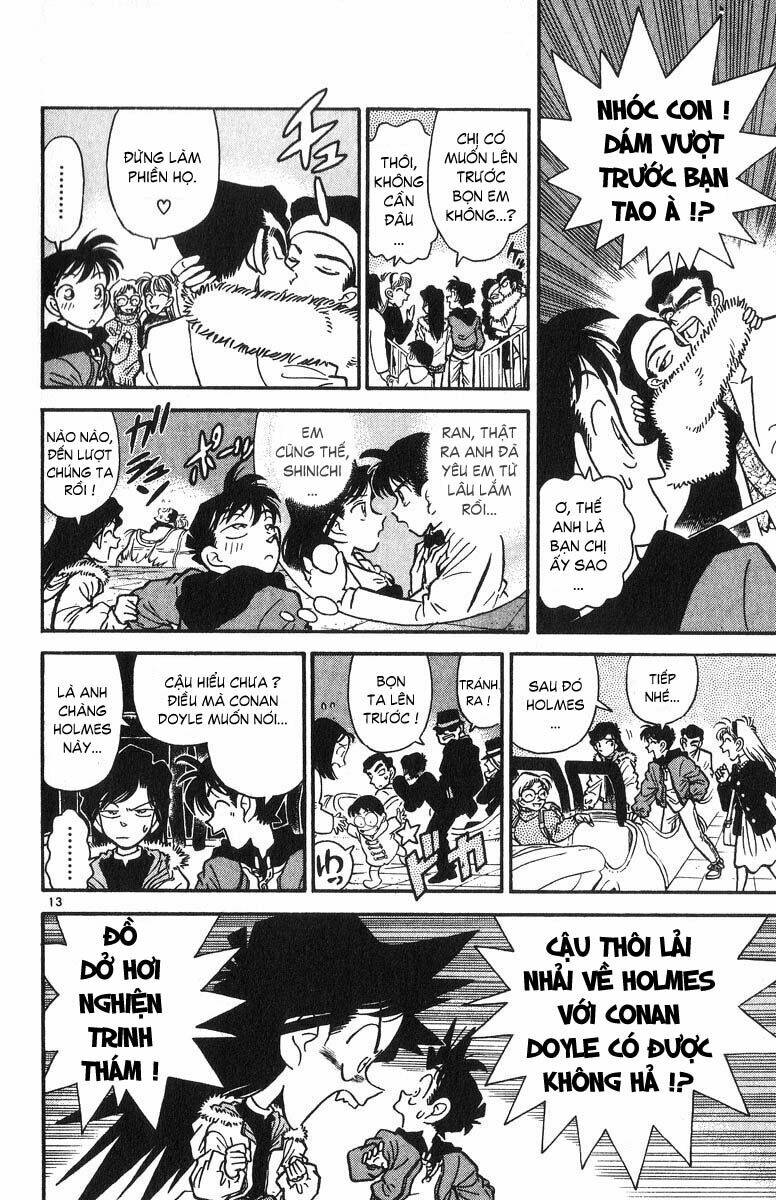 NHÓC CON !
DÁM VƯỢT
TRƯỚC BẠN
TAO À !?
CHỊ CÓ
MUỐN LÊN
TRƯỚC
BỌN EM
KHÔNG...?
THÔI,
KHÔNG
CẦN
ĐÂU
...
チュ
ĐỪNG LÀM
PHIỀN HỌ.
♡
........
Ơ, THẾ
ANH LÀ
BẠN CHỊ
ẤY SAO
...
RAN, THẬT
RA ANH ĐÃ
YÊU EM TỪ
LÂU LẮM
RỒI...
EM
CŨNG THẾ,
SHINICHI
...
NÀO NÀO,
ĐẾN LƯỢT
CHÚNG TA
RỒI !
TIẾP
NHÉ...
SAU ĐÓ
HOLMES
...
TRÁNH
RA !
BỌN
TA LÊN
TRƯỚC !
ドカッ
CẬU HIỂU CHƯA ?
ĐIỀU MÀ CONAN
DOYLE MUỐN NÓI...
LÀ ANH
CHÀNG
HOLMES
NÀY...
........
13
CẬU THÔI LẢI
NHẢI VỀ HOLMES
VỚI CONAN
DOYLE CÓ ĐƯỢC
KHÔNG HẢ !?
ĐỒ
DỞ HƠI
NGHIỆN
TRINH
THÁM !